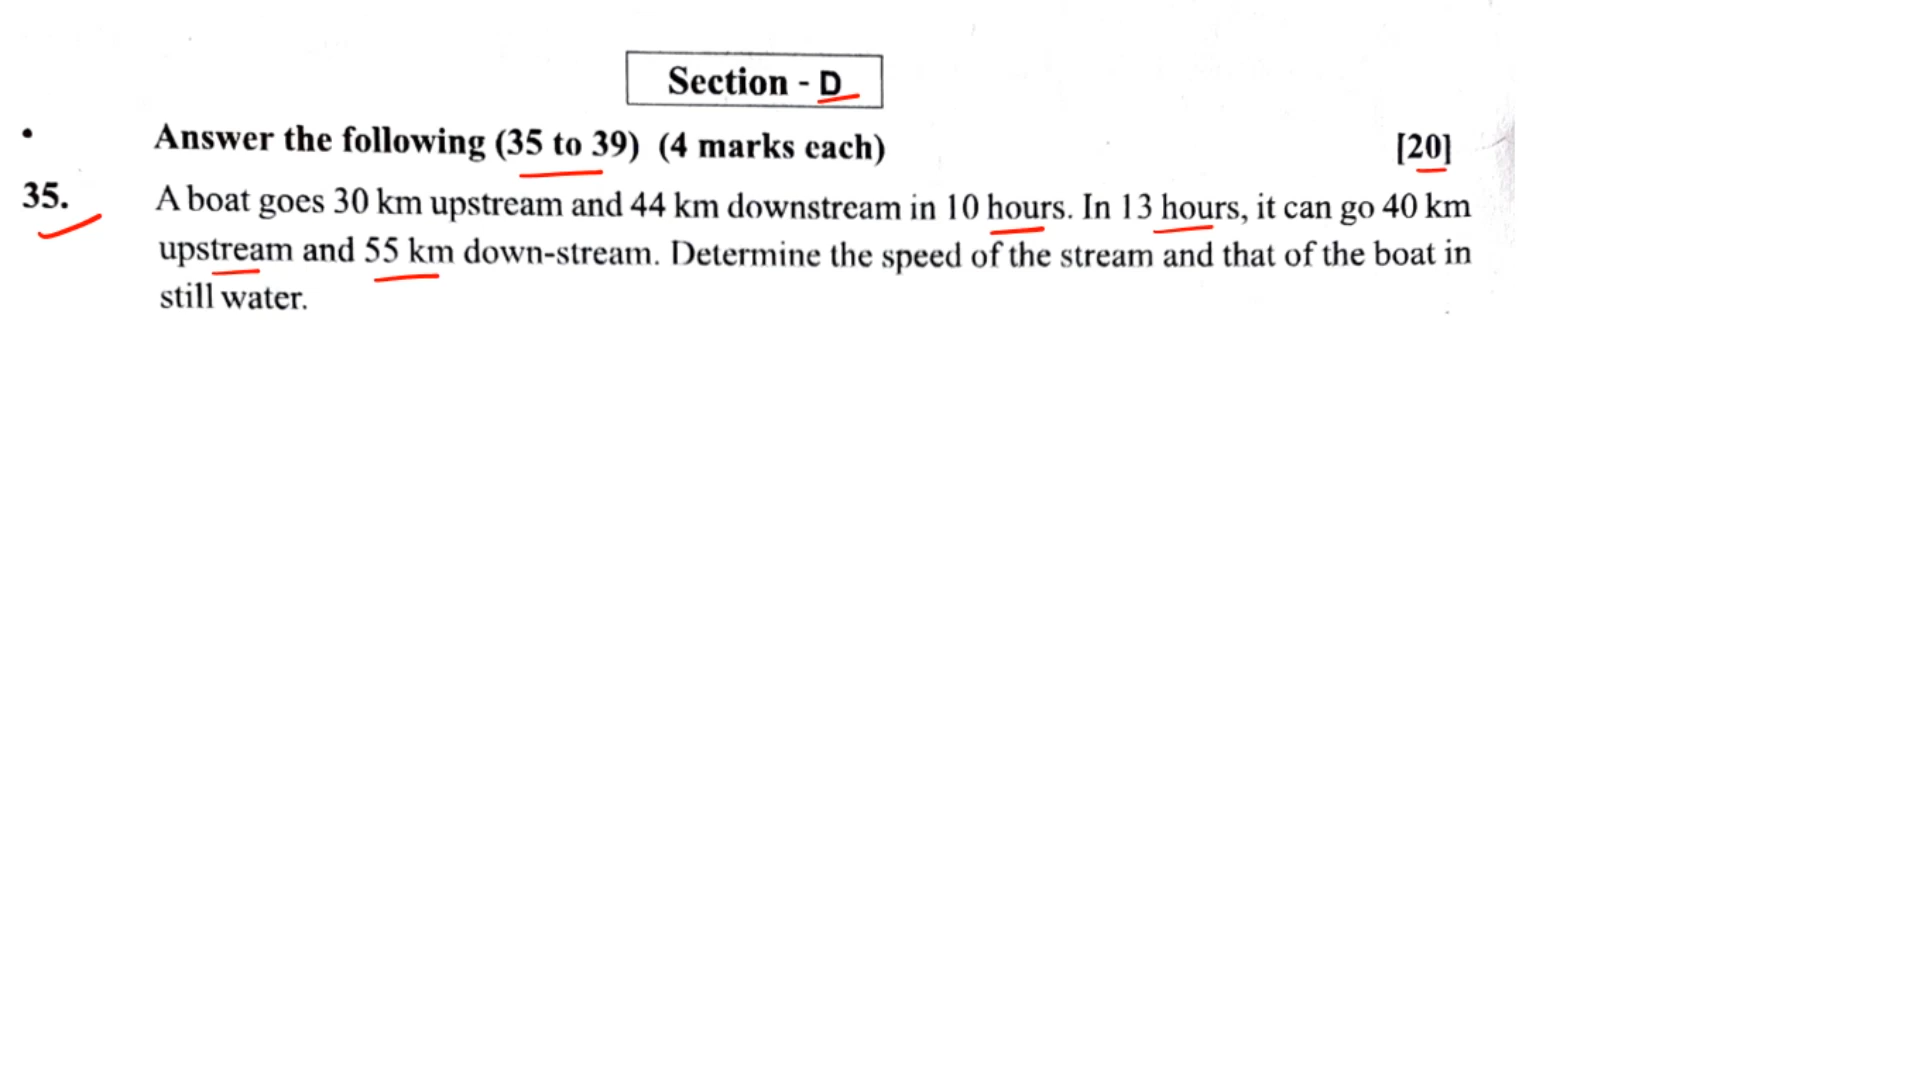 Section - D
• Answer the following (35 to 39) (4 marks each) [20]
35. A boat goes 30 km upstream and 44 km downstream in 10 hours. In 13 hours, it can go 40 km
upstream and 55 km down-stream. Determine the speed of the stream and that of the boat in
still water.